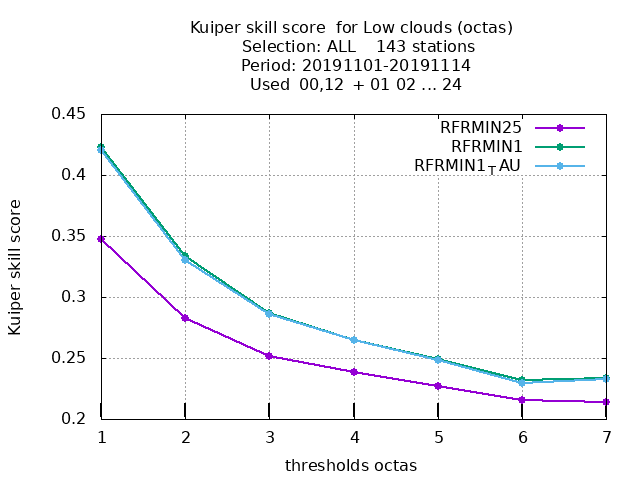 Kuiper skill score for Low clouds (octas)
Selection: ALL 143 stations
Period: 20191101-20191114
Used 00,12 + 01 02 ... 24
RFRMIN25
RFRMIN1
RFRMIN1TAU
0.45
0.4
0.35
0.3
0.25
0.2
Kuiper skill score
1 2 3 4 5 6 7
thresholds octas